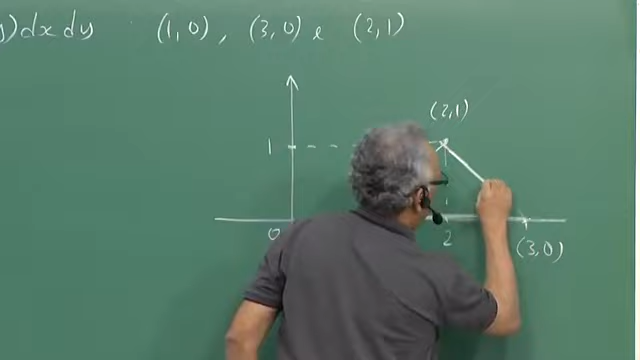 ) dx dy (1,0), (3,0) e (2,1)
(2,1)
1
0 2 (3,0)